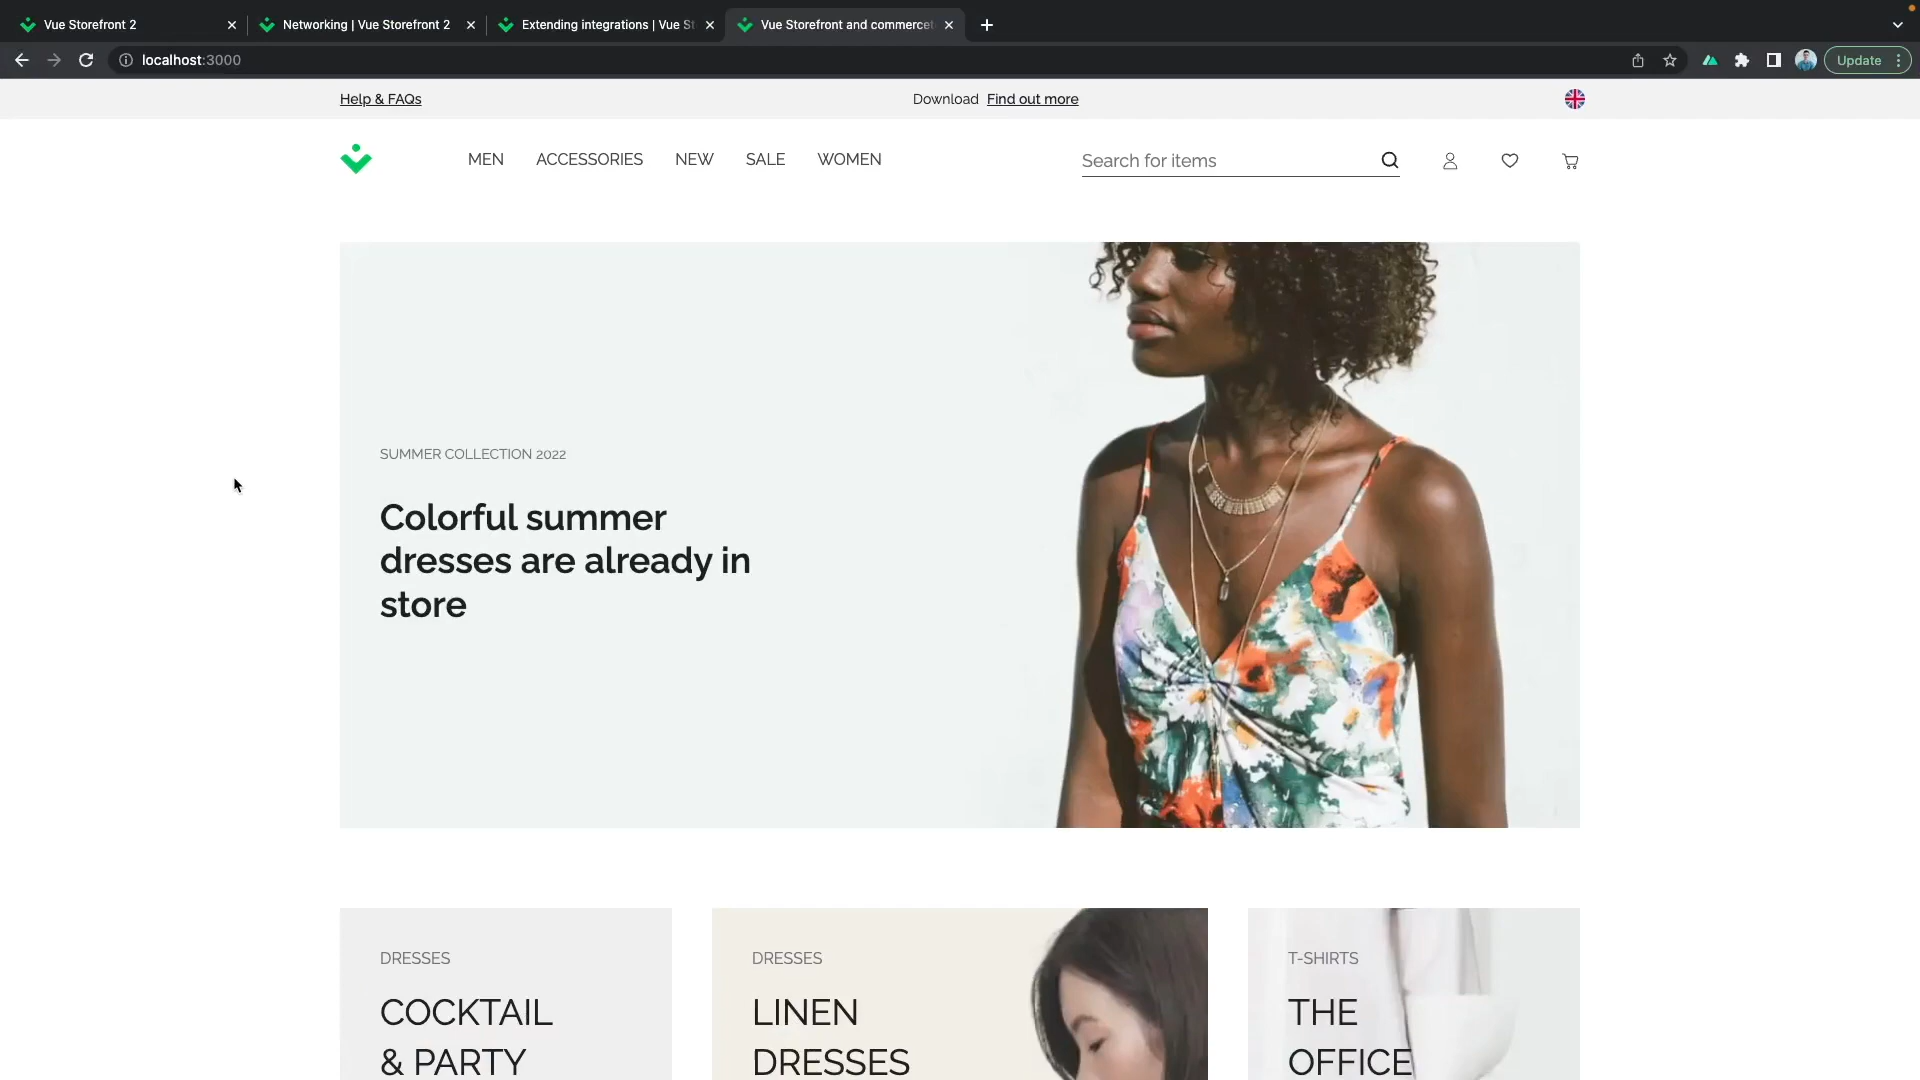 Vue Storefront 2
Networking | Vue Storefront 2
Extending integrations | Vue St
Vue Storefront and commercet
localhost:3000
Update
Help & FAQs
Download Find out more
MEN ACCESSORIES NEW SALE WOMEN
Search for items
SUMMER COLLECTION 2022
Colorful summer
dresses are already in
store
DRESSES
COCKTAIL
& PARTY
DRESSES
LINEN
DRESSES
T-SHIRTS
THE
OFFICE